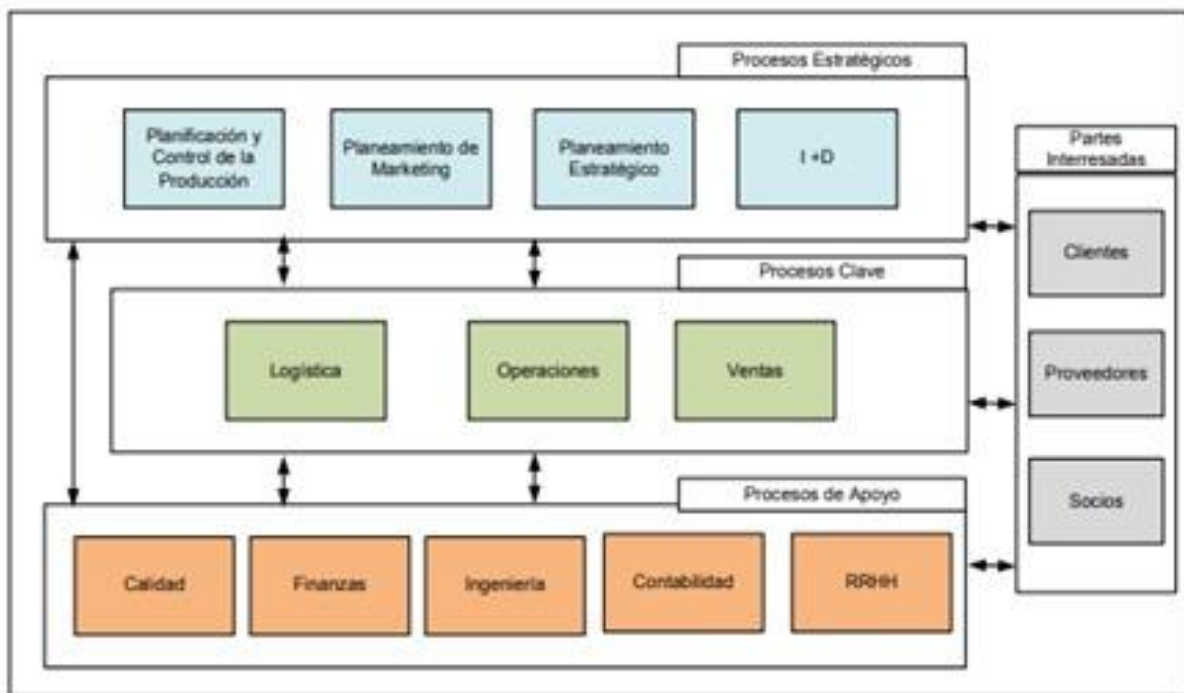 Procesos Estratégicos
Planificación y
Control de la
Producción
Planeamiento de
Marketing
Planeamiento
Estratégico
I +D
Partes
Interresadas
Clientes
Proveedores
Socios
Procesos Clave
Logística
Operaciones
Ventas
Procesos de Apoyo
Calidad
Finanzas
Ingeniería
Contabilidad
RRHH